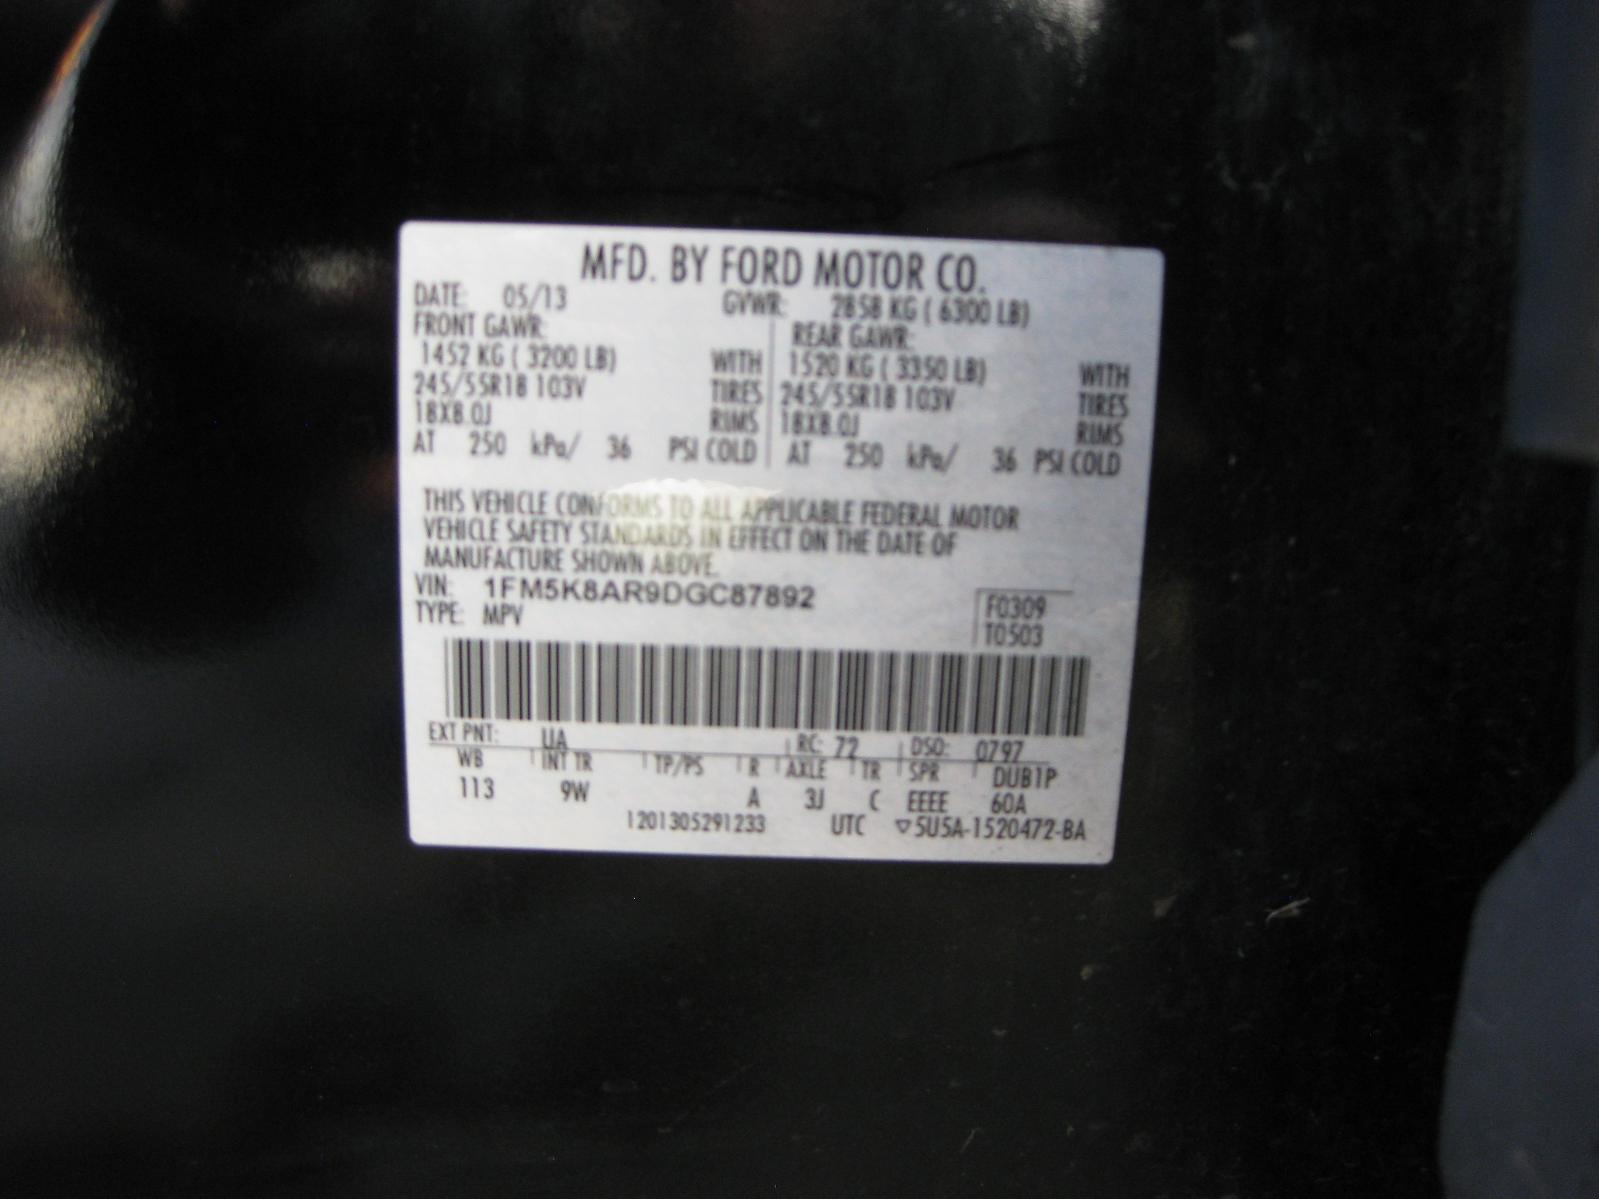 MFD. BY FORD MOTOR CO.
DATE: 05/13 GVWR: 2858 KG ( 6300 LB)
FRONT GAWR: REAR GAWR:
1452 KG ( 3200 LB) WITH 1520 KG ( 3350 LB) WITH
245/55R18 103V TIRES 245/55R18 103V TIRES
18X8.0J RIMS 18X8.0J RIMS
AT 250 kPa/ 36 PSI COLD AT 250 kPa/ 36 PSI COLD
THIS VEHICLE CONFORMS TO ALL APPLICABLE FEDERAL MOTOR
VEHICLE SAFETY STANDARDS IN EFFECT ON THE DATE OF
MANUFACTURE SHOWN ABOVE.
VIN: 1FM5K8AR9DGC87892
TYPE: MPV
F0309
T0503
EXT PNT: UA RC: 72 DSO: 0797
WB INT TR TP/PS R AXLE TR SPR DUB1P
113 9W A 3J C EEEE 60A
1201305291233 UTC ▽5U5A-1520472-BA